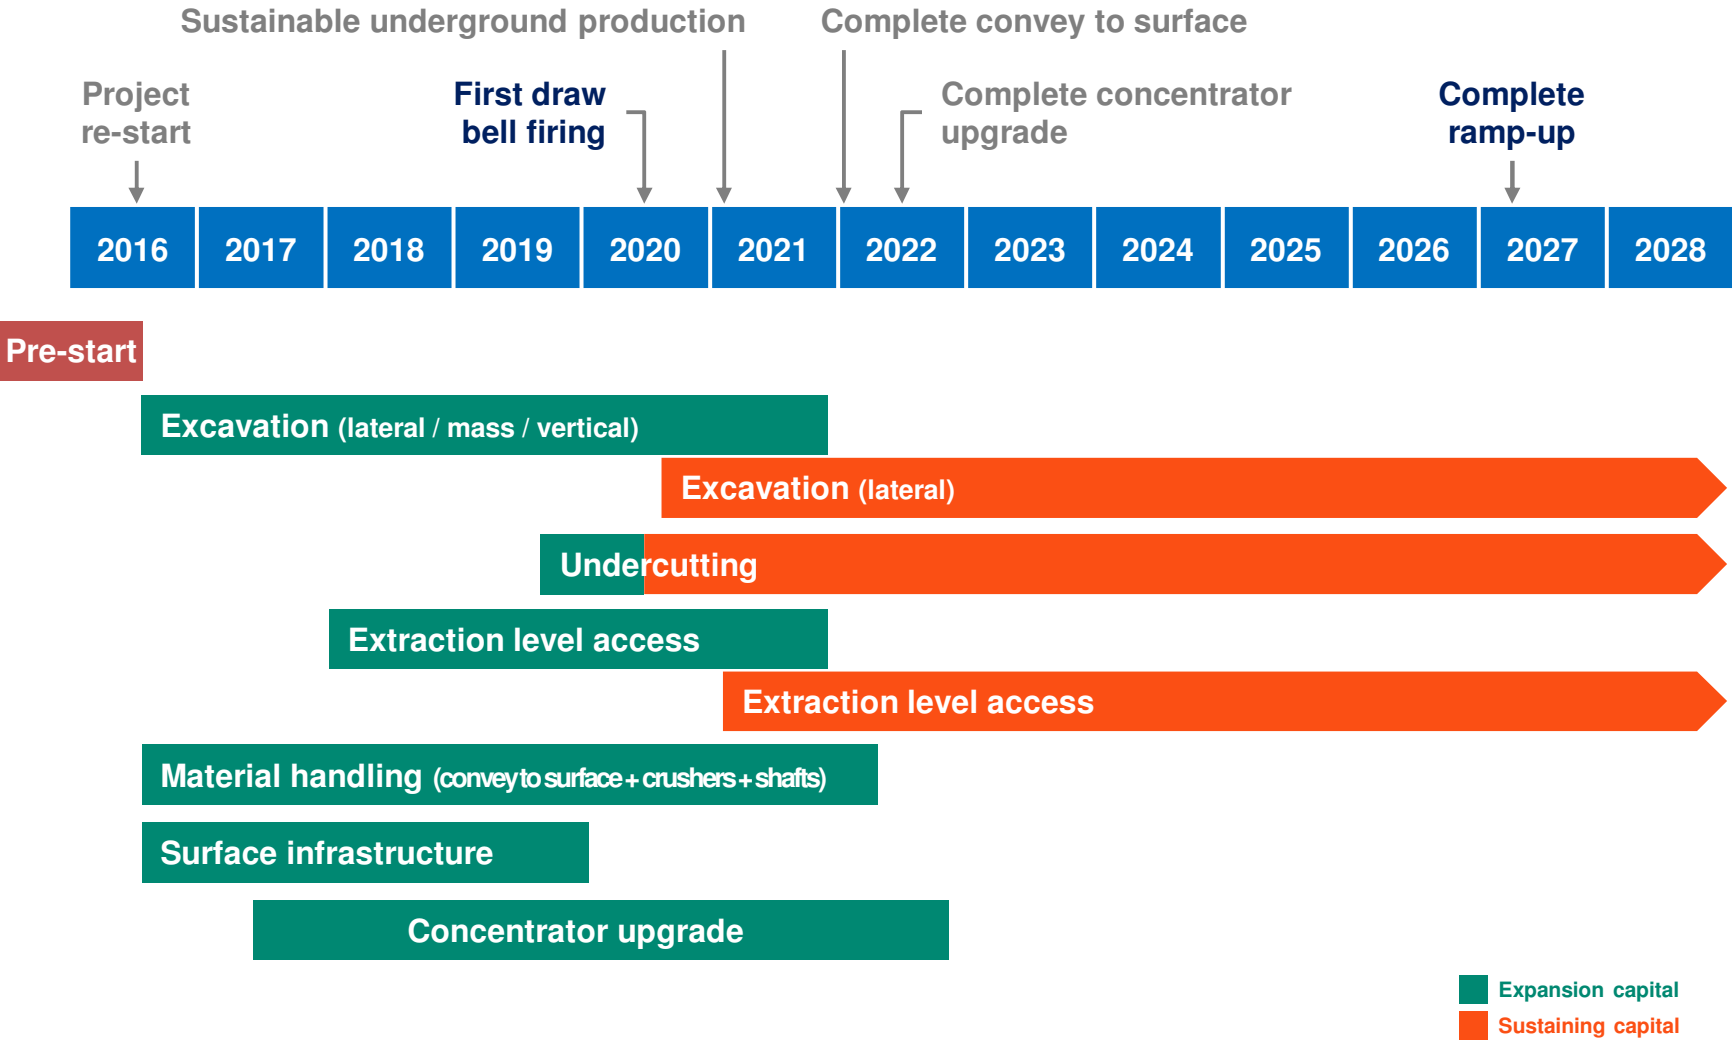 Sustainable underground production
Complete convey to surface
Project
re-start
First draw
bell firing
Complete concentrator
upgrade
Complete
ramp-up
2016 2017 2018 2019 2020 2021 2022 2023 2024 2025 2026 2027 2028
Pre-start
Excavation (lateral / mass / vertical)
Excavation (lateral)
Undercutting
Extraction level access
Extraction level access
Material handling (convey to surface + crushers + shafts)
Surface infrastructure
Concentrator upgrade
Expansion capital
Sustaining capital